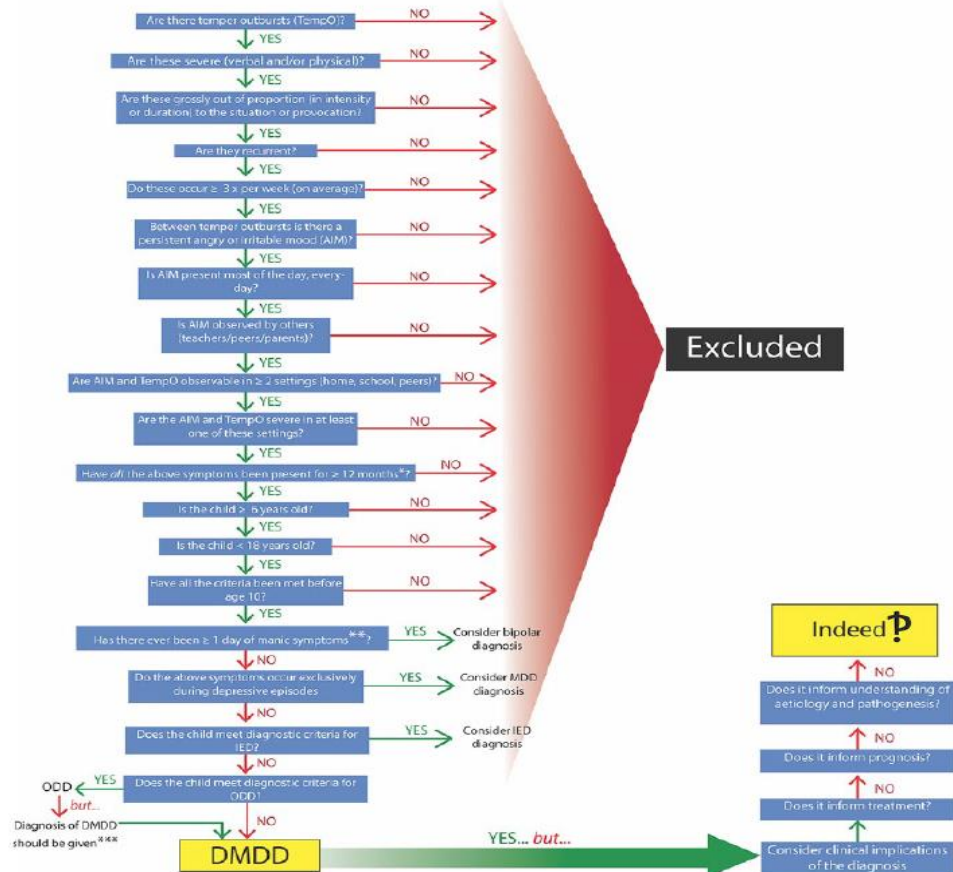 Are there temper outbursts (TempO)?
NO
YES
Are these severe (verbal and/or physical)?
NO
YES
Are these grossly out of proportion (in intensity
or duration) to the situation or provocation?
NO
YES
Are they recurrent?
NO
YES
Do these occur ≥ 3 x per week (on average)?
NO
YES
Between temper outbursts is there a
persistent angry or irritable mood (AIM)?
NO
YES
Is AIM present most of the day, every-
day?
NO
YES
Is AIM observed by others
(teachers/peers/parents)?
NO
YES
Are AIM and TempO observable in ≥ 2 settings (home, school, peers)?
NO
YES
Are the AIM and TempO severe in at least
one of these settings?
NO
YES
Have all the above symptoms been present for ≥ 12 months*?
NO
YES
Is the child ≥ 6 years old?
NO
YES
Is the child < 18 years old?
NO
YES
Have all the criteria been met before
age 10?
NO
YES
Excluded
Has there ever been ≥ 1 day of manic symptoms**?
YES
Consider bipolar
diagnosis
NO
Do the above symptoms occur exclusively
during depressive episodes
YES
Consider MDD
diagnosis
NO
Does the child meet diagnostic criteria for
IED?
YES
Consider IED
diagnosis
NO
Does the child meet diagnostic criteria for
ODD?
YES
ODD
but...
Diagnosis of DMDD
should be given***
NO
DMDD
YES... but...
Consider clinical implications
of the diagnosis
Does it inform treatment?
NO
Does it inform prognosis?
NO
Does it inform understanding of
aetiology and pathogenesis?
NO
Indeed‽